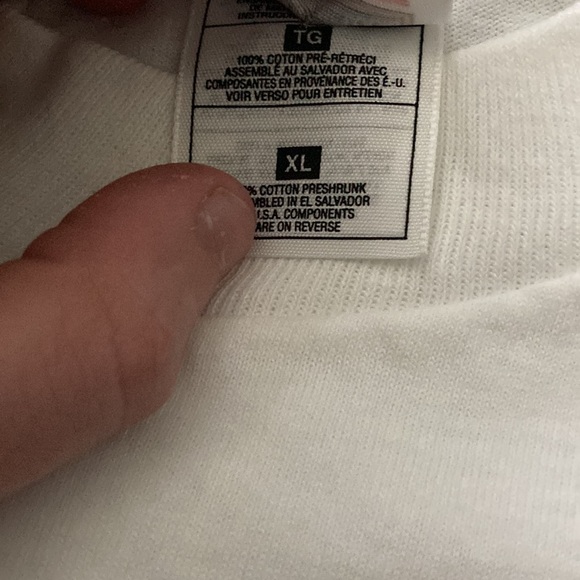 INSTRUC
TG
100% COTON PRÉ-RÉTRÉCI
ASSEMBLÉ AU SALVADOR AVEC
COMPOSANTES EN PROVENANCE DES É.-U.
VOIR VERSO POUR ENTRETIEN
XL
% COTTON PRESHRUNK
MBLED IN EL SALVADOR
.S.A. COMPONENTS
ARE ON REVERSE